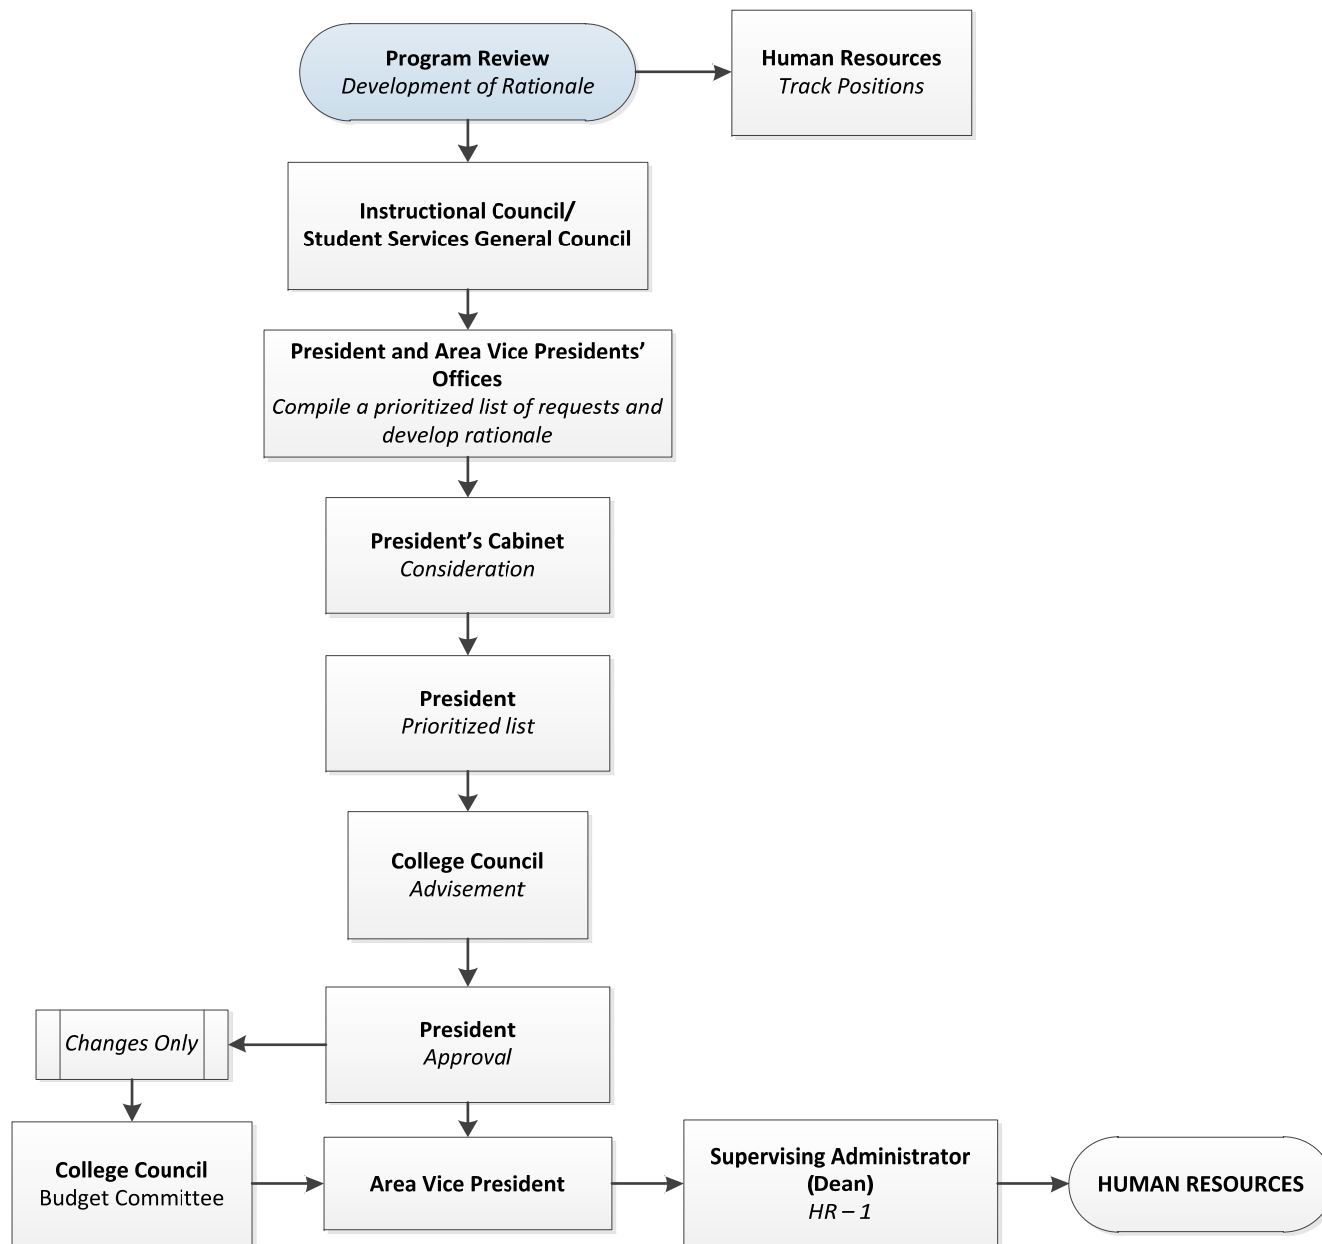 Program Review
Development of Rationale
Human Resources
Track Positions
Instructional Council/
Student Services General Council
President and Area Vice Presidents’
Offices
Compile a prioritized list of requests and
develop rationale
President’s Cabinet
Consideration
President
Prioritized list
College Council
Advisement
President
Approval
Changes Only
College Council
Budget Committee
Area Vice President
Supervising Administrator
(Dean)
HR – 1
HUMAN RESOURCES